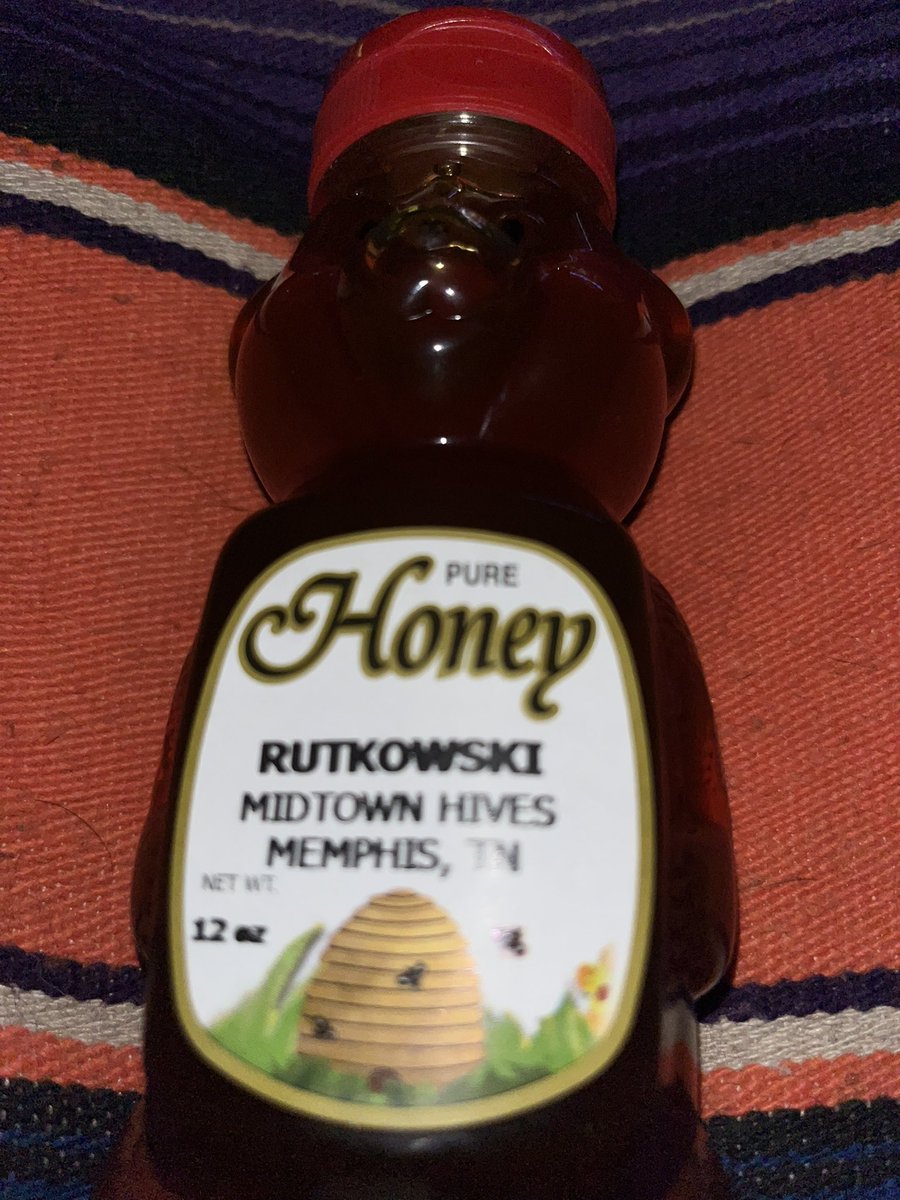 PURE
Honey
RUTKOWSKI
MIDTOWN HIVES
MEMPHIS, TN
NET WT.
12 oz